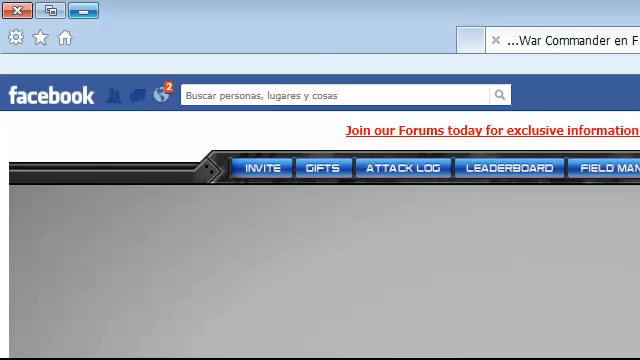 ...War Commander en F
facebook
2
Buscar personas, lugares y cosas
Join our Forums today for exclusive information
INVITE
GIFTS
ATTACK LOG
LEADERBOARD
FIELD MAN